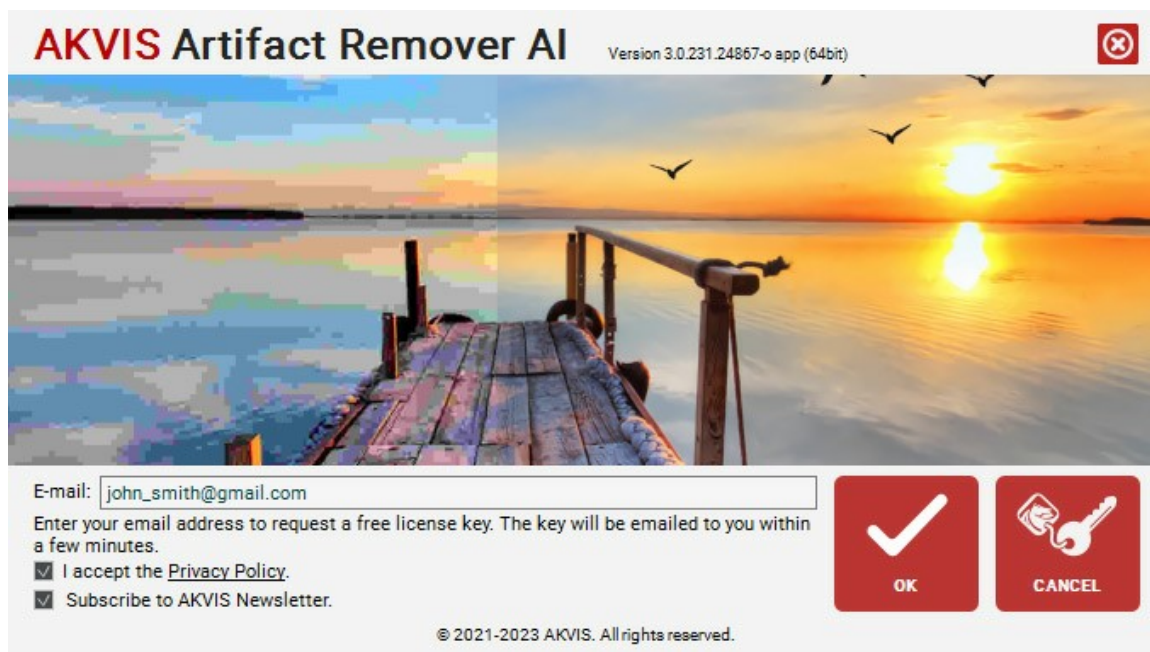 AKVIS Artifact Remover AI Version 3.0.231.24867-o app (64bit)
E-mail: john_smith@gmail.com
Enter your email address to request a free license key. The key will be emailed to you within
a few minutes.
I accept the Privacy Policy.
Subscribe to AKVIS Newsletter.
OK
CANCEL
© 2021-2023 AKVIS. All rights reserved.